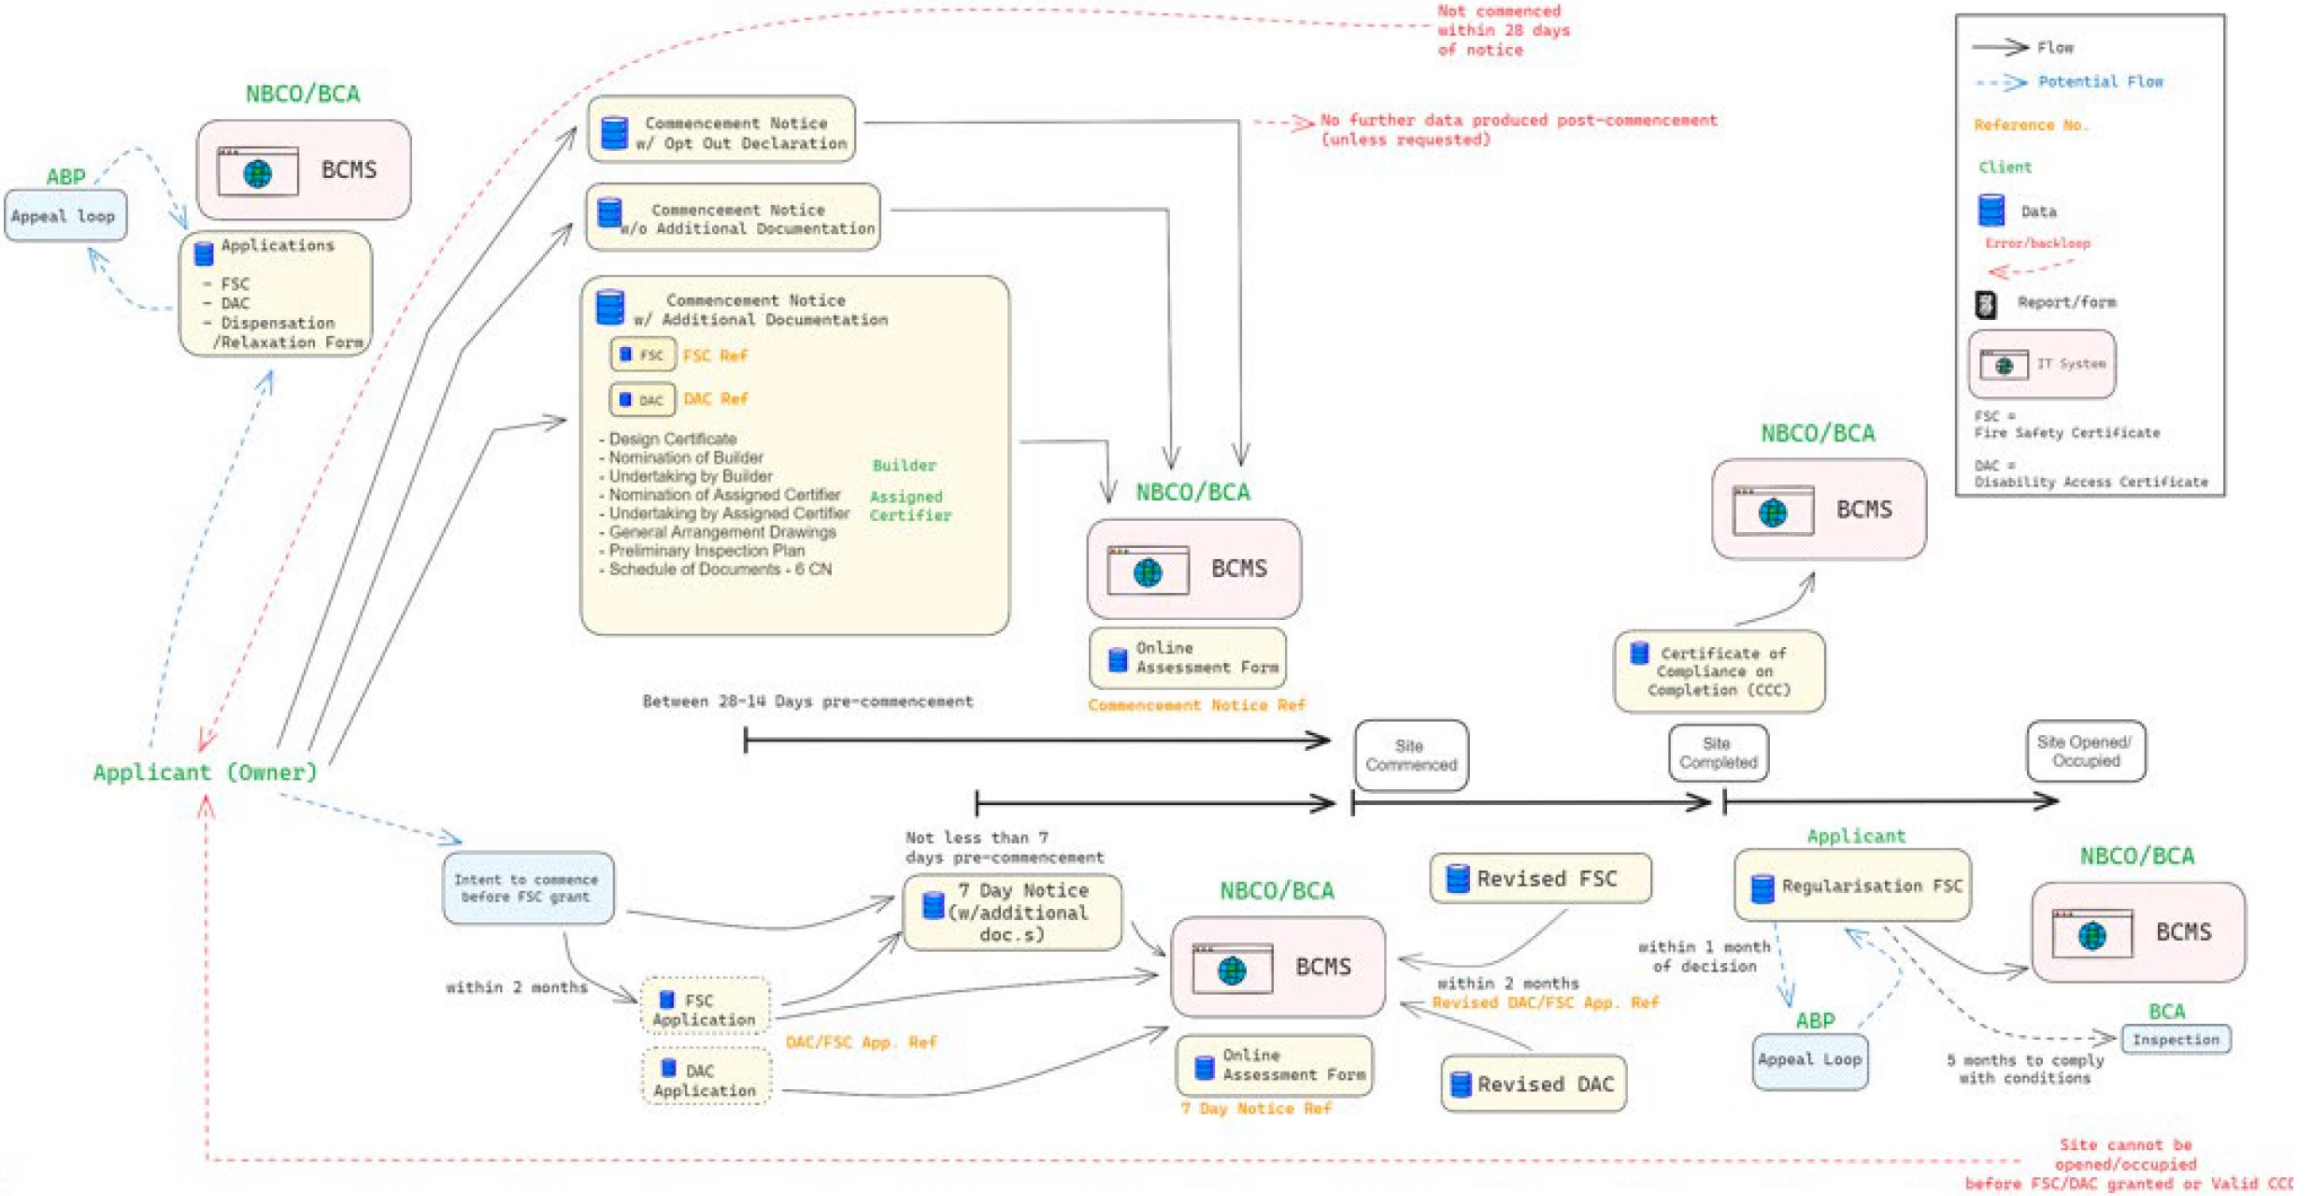 Not commenced
within 28 days
of notice
NBCO/BCA
BCMS
ABP
Appeal loop
Applications
- FSC
- DAC
- Dispensation
/Relaxation Form
Commencement Notice
w/ Opt Out Declaration
No further data produced post-commencement
(unless requested)
Commencement Notice
w/o Additional Documentation
Commencement Notice
w/ Additional Documentation
FSC
FSC Ref
DAC
DAC Ref
- Design Certificate
- Nomination of Builder
- Undertaking by Builder
- Nomination of Assigned Certifier
- Undertaking by Assigned Certifier
- General Arrangement Drawings
- Preliminary Inspection Plan
- Schedule of Documents - 6 CN
Builder
Assigned
Certifier
NBCO/BCA
BCMS
Online
Assessment Form
Commencement Notice Ref
Between 28-14 Days pre-commencement
Flow
Potential Flow
Reference No.
Client
Data
Error/backloop
Report/form
IT System
FSC =
Fire Safety Certificate
DAC =
Disability Access Certificate
NBCO/BCA
BCMS
Certificate of
Compliance on
Completion (CCC)
Site
Commenced
Site
Completed
Site Opened/
Occupied
Applicant (Owner)
Intent to commence
before FSC grant
within 2 months
FSC
Application
DAC
Application
DAC/FSC App. Ref
Not less than 7
days pre-commencement
7 Day Notice
(w/additional
doc.s)
NBCO/BCA
BCMS
Online
Assessment Form
7 Day Notice Ref
Revised FSC
within 2 months
Revised DAC/FSC App. Ref
Revised DAC
Applicant
Regularisation FSC
within 1 month
of decision
ABP
Appeal Loop
NBCO/BCA
BCMS
BCA
Inspection
5 months to comply
with conditions
Site cannot be
opened/occupied
before FSC/DAC granted or Valid CCC